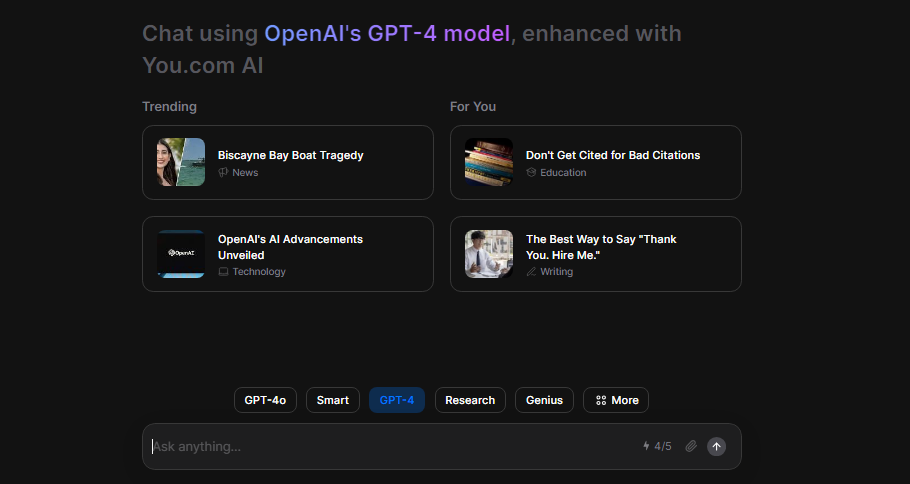 Chat using OpenAI's GPT-4 model, enhanced with
You.com AI
Trending
For You
Biscayne Bay Boat Tragedy
News
Don't Get Cited for Bad Citations
Education
OpenAI
OpenAI's AI Advancements
Unveiled
Technology
The Best Way to Say "Thank
You. Hire Me."
Writing
GPT-4o
Smart
GPT-4
Research
Genius
More
Ask anything...
4/5